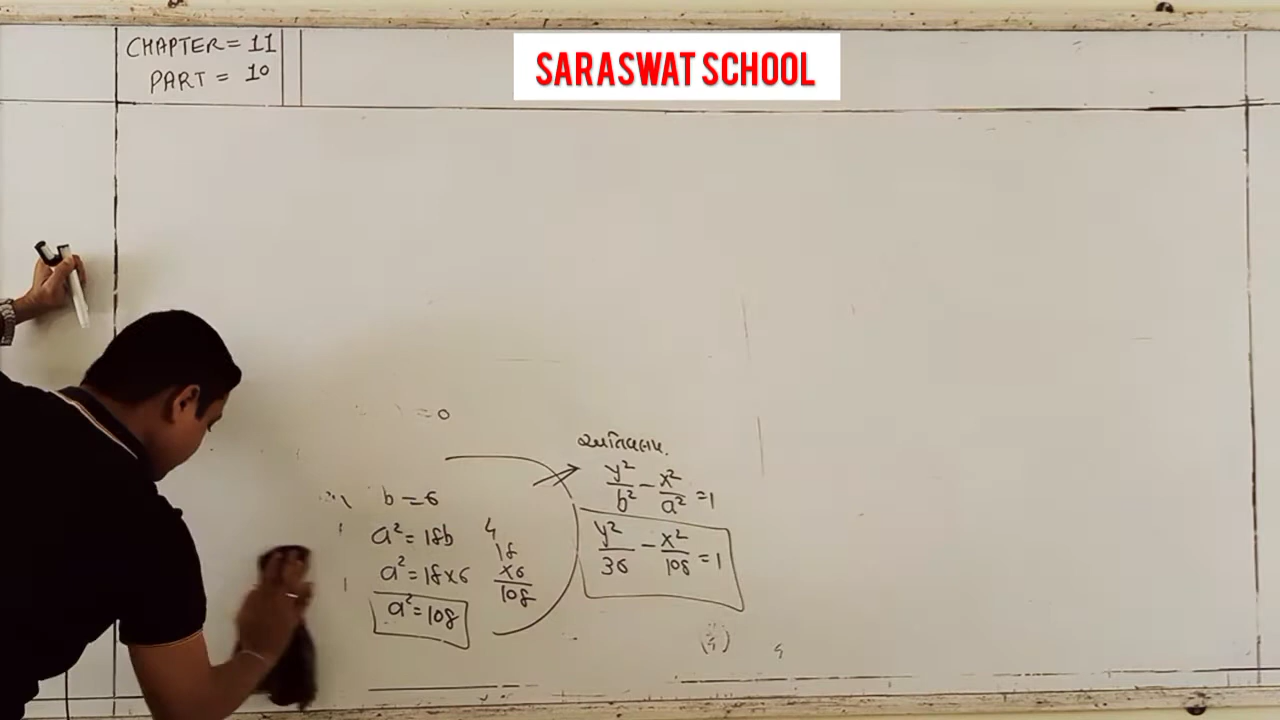 CHAPTER = 11
PART = 10
SARASWAT SCHOOL
= 0
b = 6
a² = 18b
a² = 18×6
a² = 108
18
×6
108
અતિવલય.
y²/b² - x²/a² = 1
y²/36 - x²/108 = 1